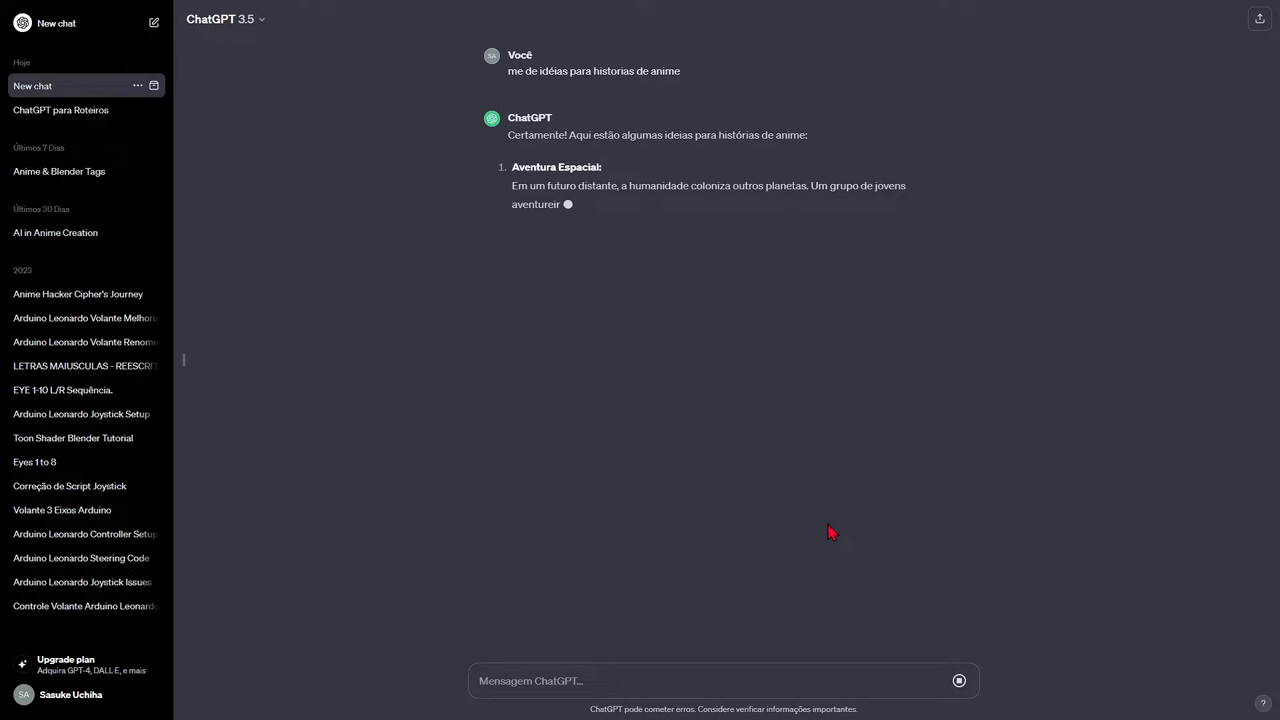 New chat
Hoje
New chat
ChatGPT para Roteiros
Últimos 7 Dias
Anime & Blender Tags
Últimos 30 Dias
AI in Anime Creation
2023
Anime Hacker Cipher's Journey
Arduino Leonardo Volante Melhori
Arduino Leonardo Volante Renome
LETRAS MAIUSCULAS - REESCRIT
EYE 1-10 L/R Sequência.
Arduino Leonardo Joystick Setup
Toon Shader Blender Tutorial
Eyes 1 to 8
Correção de Script Joystick
Volante 3 Eixos Arduino
Arduino Leonardo Controller Setup
Arduino Leonardo Steering Code
Arduino Leonardo Joystick Issues
Controle Volante Arduino Leonardo
Upgrade plan
Adquira GPT-4, DALL·E, e mais
SA Sasuke Uchiha
ChatGPT 3.5
SA Você
me de idéias para historias de anime
ChatGPT
Certamente! Aqui estão algumas ideias para histórias de anime:
1. Aventura Espacial:
Em um futuro distante, a humanidade coloniza outros planetas. Um grupo de jovens
aventureir
Mensagem ChatGPT...
ChatGPT pode cometer erros. Considere verificar informações importantes.
?